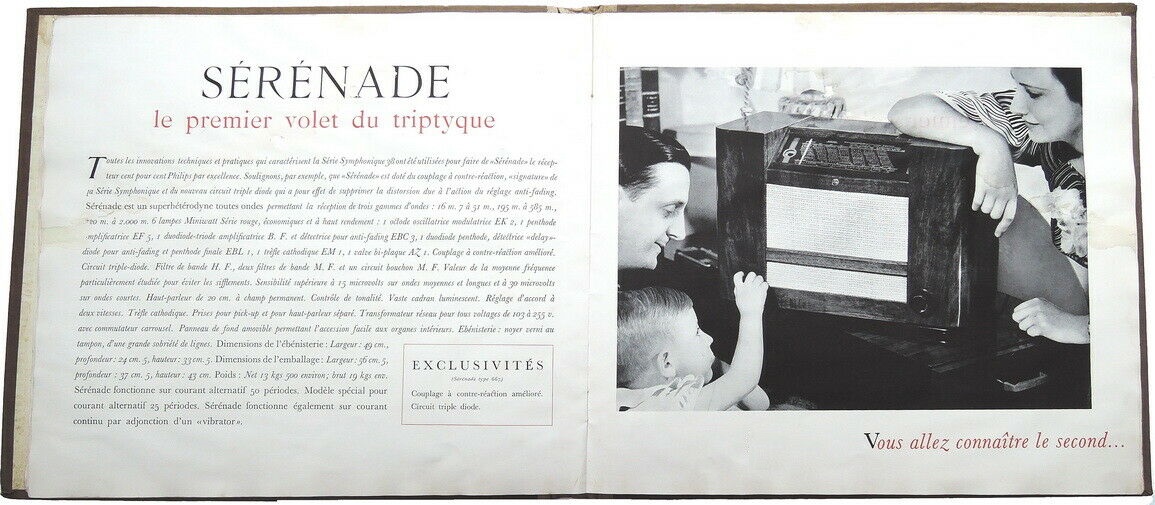 SÉRÉNADE
le premier volet du triptyque
Toutes les innovations techniques et pratiques qui caractérisent la Série Symphonique 38 ont été utilisées pour faire de «Sérénade» le récep-
teur cent pour cent Philips par excellence. Soulignons, par exemple, que «Sérénade» est doté du couplage à contre-réaction, «signature» de
la Série Symphonique et du nouveau circuit triple diode qui a pour effet de supprimer la distorsion due à l'action du réglage anti-fading.
Sérénade est un superhétérodyne toutes ondes permettant la réception de trois gammes d'ondes : 16 m. 7 à 51 m., 195 m. à 585 m.,
20 m. à 2.000 m. 6 lampes Miniwatt Série rouge, économiques et à haut rendement : 1 octode oscillatrice modulatrice EK 2, 1 penthode
amplificatrice EF 5, 1 duodiode-triode amplificatrice B. F. et détectrice pour anti-fading EBC 3, 1 duodiode penthode, détectrice «delay»-
diode pour anti-fading et penthode finale EBL 1, 1 trèfle cathodique EM 1, 1 valve bi-plaque AZ 1. Couplage à contre-réaction amélioré.
Circuit triple-diode. Filtre de bande H. F., deux filtres de bande M. F. et un circuit bouchon M. F. Valeur de la moyenne fréquence
particulièrement étudiée pour éviter les sifflements. Sensibilité supérieure à 15 microvolts sur ondes moyennes et longues et à 30 microvolts
sur ondes courtes. Haut-parleur de 20 cm. à champ permanent. Contrôle de tonalité. Vaste cadran luminescent. Réglage d'accord à
deux vitesses. Trèfle cathodique. Prises pour pick-up et pour haut-parleur séparé. Transformateur réseau pour tous voltages de 103 à 255 v.
avec commutateur carrousel. Panneau de fond amovible permettant l'accession facile aux organes intérieurs. Ebénisterie : noyer verni au
tampon, d'une grande sobriété de lignes. Dimensions de l'ébénisterie : Largeur : 49 cm.,
profondeur : 24 cm. 5, hauteur : 33 cm. 5. Dimensions de l'emballage : Largeur : 56 cm. 5,
profondeur : 37 cm. 5, hauteur : 43 cm. Poids : Net 13 kgs 500 environ; brut 19 kgs env.
Sérénade fonctionne sur courant alternatif 50 périodes. Modèle spécial pour
courant alternatif 25 périodes. Sérénade fonctionne également sur courant
continu par adjonction d'un «vibrator».
EXCLUSIVITÉS
(Sérénade type 667)
Couplage à contre-réaction amélioré.
Circuit triple diode.
Vous allez connaître le second...